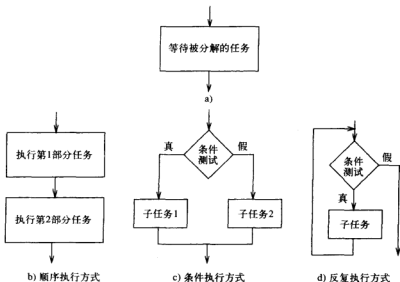 等待被分解的任务
a)
执行第1部分任务
执行第2部分任务
b) 顺序执行方式
条件
测试
真
假
子任务1
子任务2
c) 条件执行方式
条件
测试
假
真
子任务
d) 反复执行方式